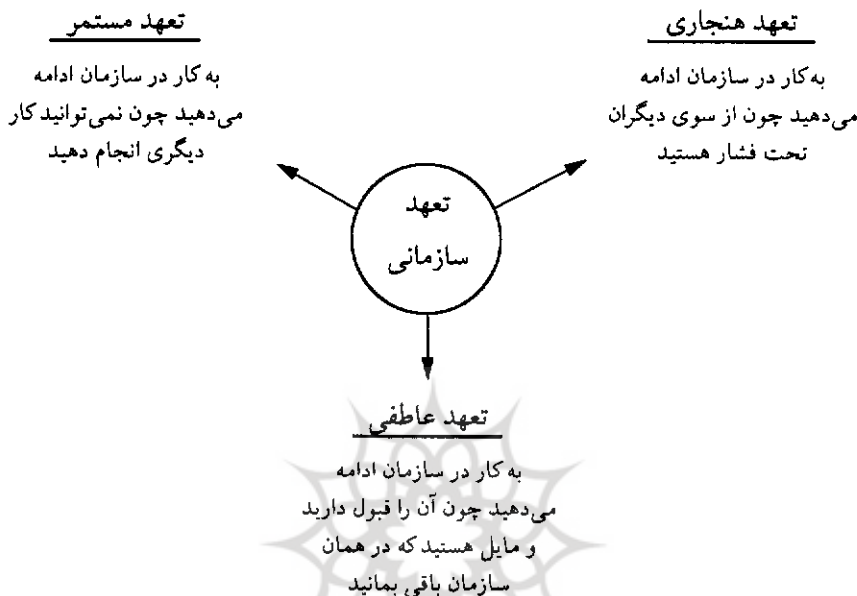 تعهد هنجاری
به کار در سازمان ادامه
می‌دهید چون از سوی دیگران
تحت فشار هستید
تعهد مستمر
به کار در سازمان ادامه
می‌دهید چون نمی‌توانید کار
دیگری انجام دهید
تعهد
سازمانی
تعهد عاطفی
به کار در سازمان ادامه
می‌دهید چون آن را قبول دارید
و مایل هستید که در همان
سازمان باقی بمانید